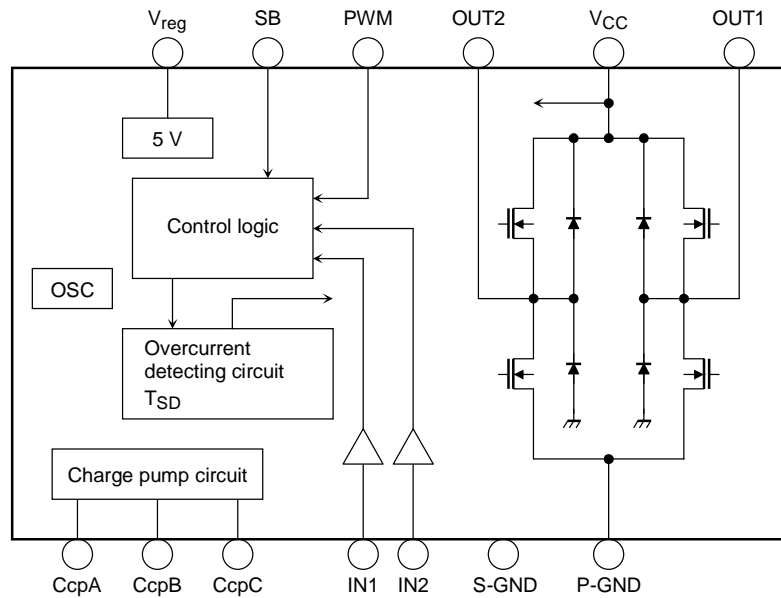 Vreg
SB
PWM
OUT2
VCC
OUT1
5 V
Control logic
OSC
Overcurrent
detecting circuit
TSD
Charge pump circuit
CcpA
CcpB
CcpC
IN1
IN2
S-GND
P-GND